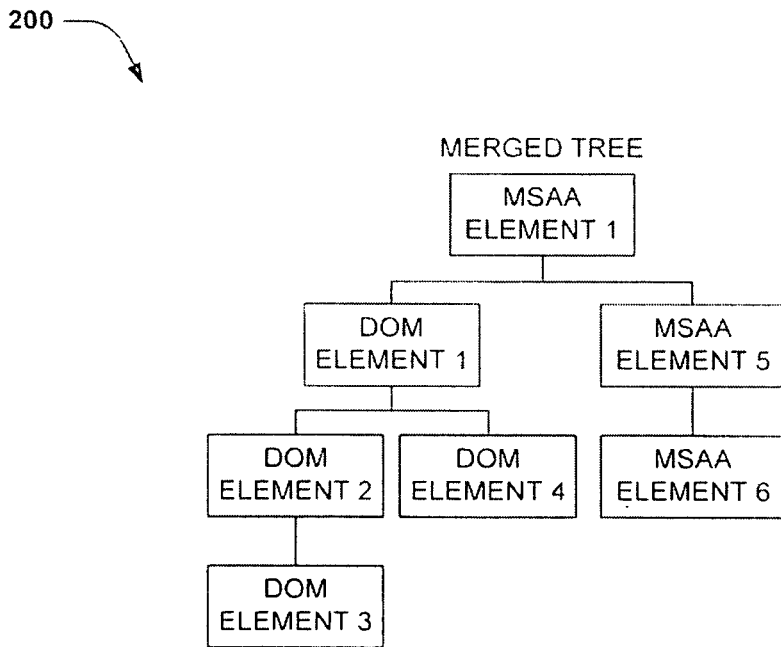 200
MERGED TREE
MSAA
ELEMENT 1
DOM
ELEMENT 1
MSAA
ELEMENT 5
DOM
ELEMENT 2
DOM
ELEMENT 4
MSAA
ELEMENT 6
DOM
ELEMENT 3